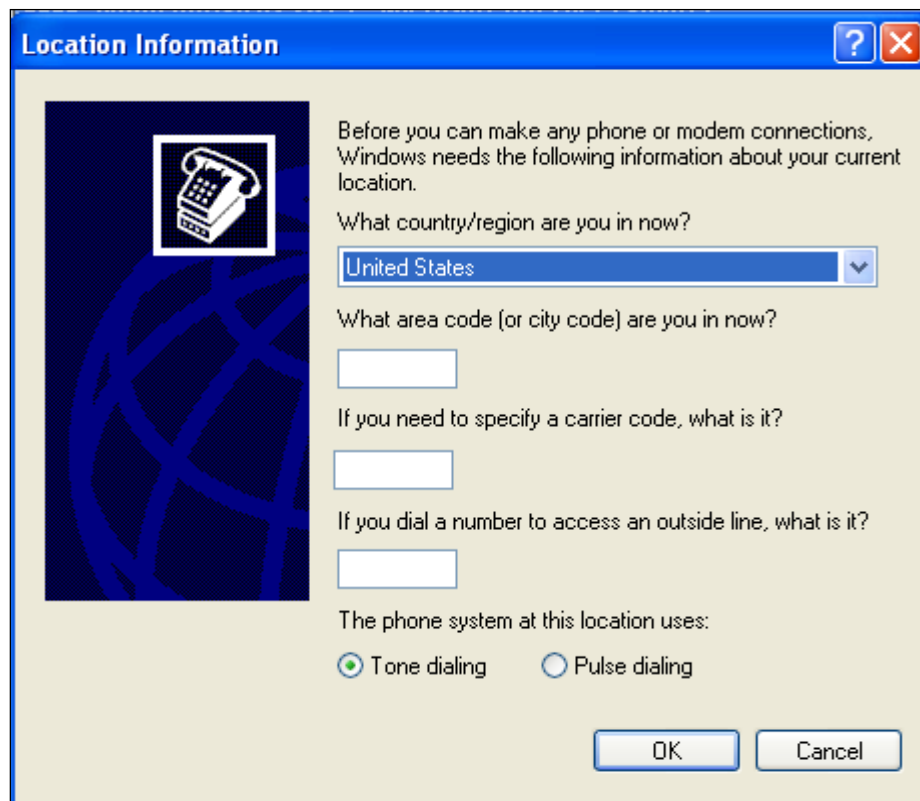 Location Information
Before you can make any phone or modem connections,
Windows needs the following information about your current
location.
What country/region are you in now?
United States
What area code (or city code) are you in now?
If you need to specify a carrier code, what is it?
If you dial a number to access an outside line, what is it?
The phone system at this location uses:
Tone dialing Pulse dialing
OK Cancel